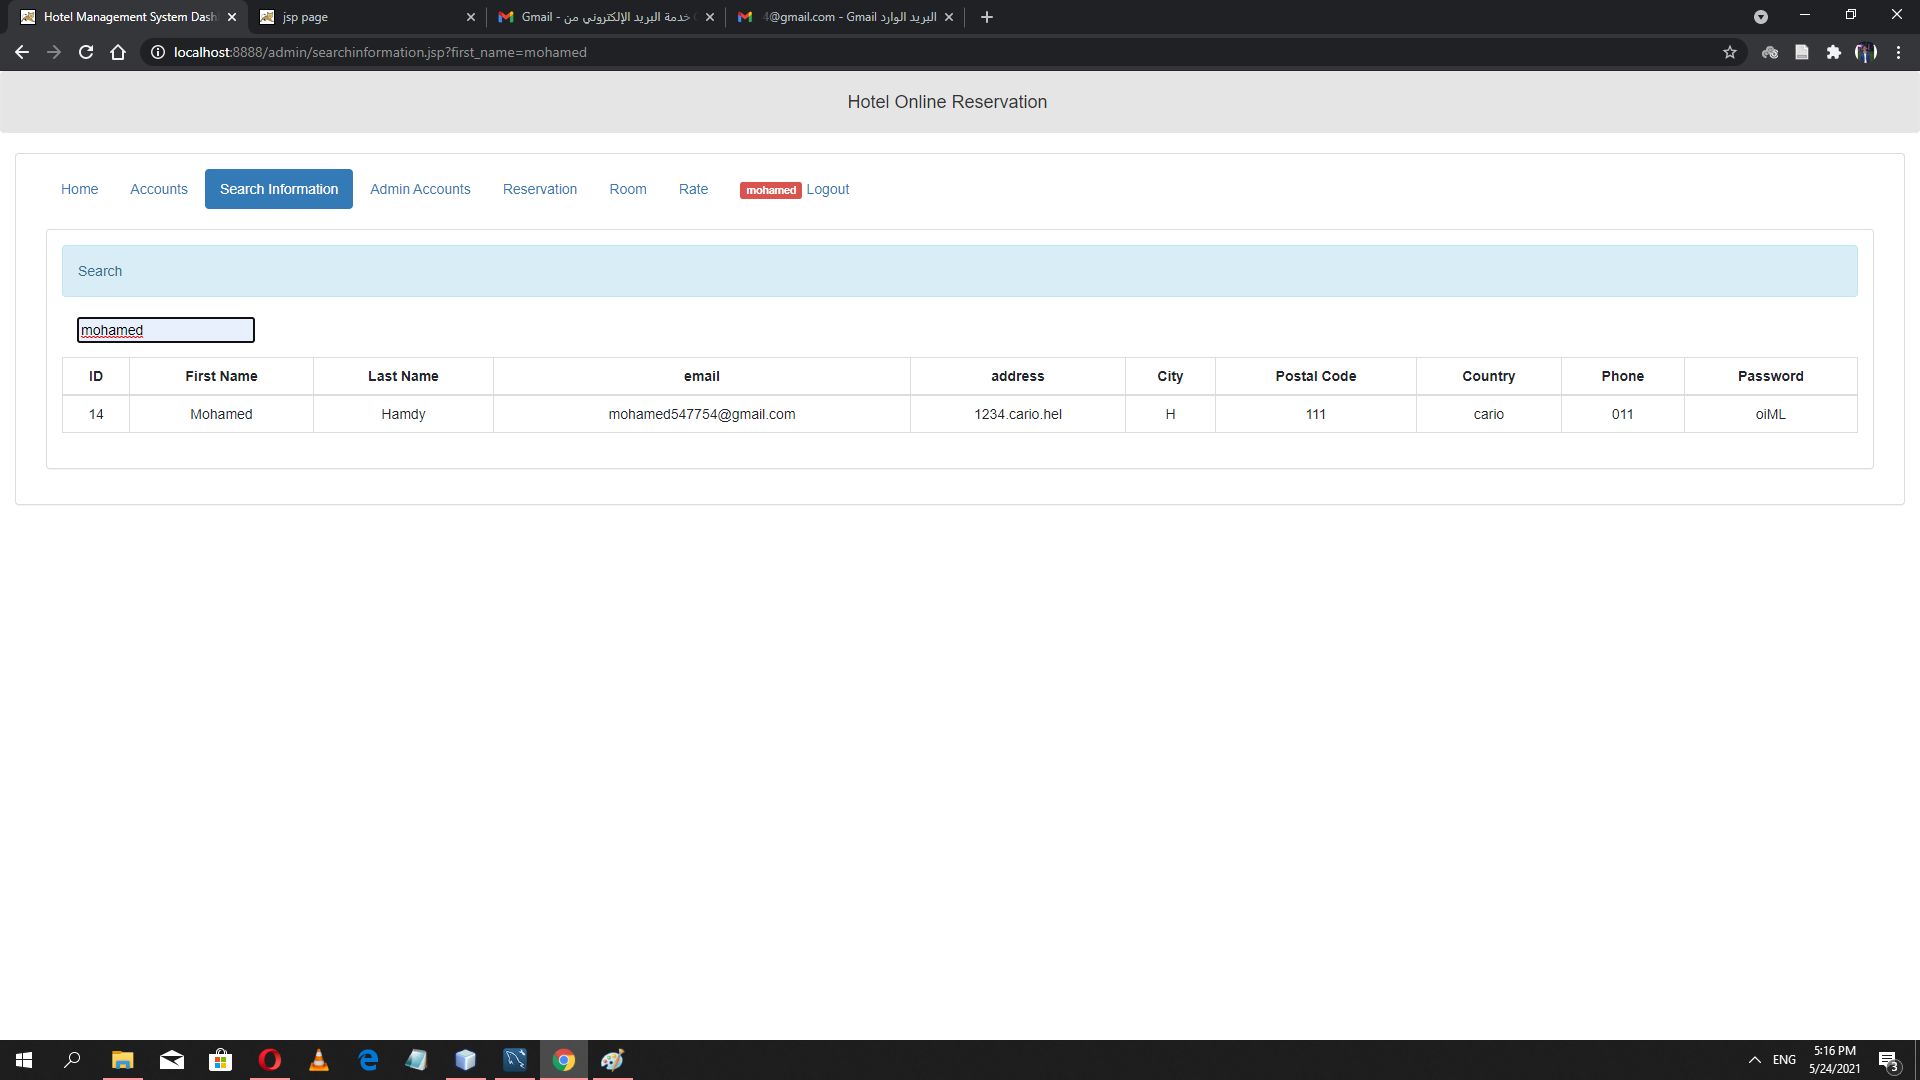 Hotel Management System Dash
jsp page
Gmail - خدمة البريد الإلكتروني من
4@gmail.com - Gmail البريد الوارد
localhost:8888/admin/searchinformation.jsp?first_name=mohamed
Hotel Online Reservation
Home Accounts Search Information Admin Accounts Reservation Room Rate mohamed Logout
Search
mohamed
ID First Name Last Name email address City Postal Code Country Phone Password
14 Mohamed Hamdy mohamed547754@gmail.com 1234.cario.hel H 111 cario 011 oiML
ENG
5:16 PM
5/24/2021
3